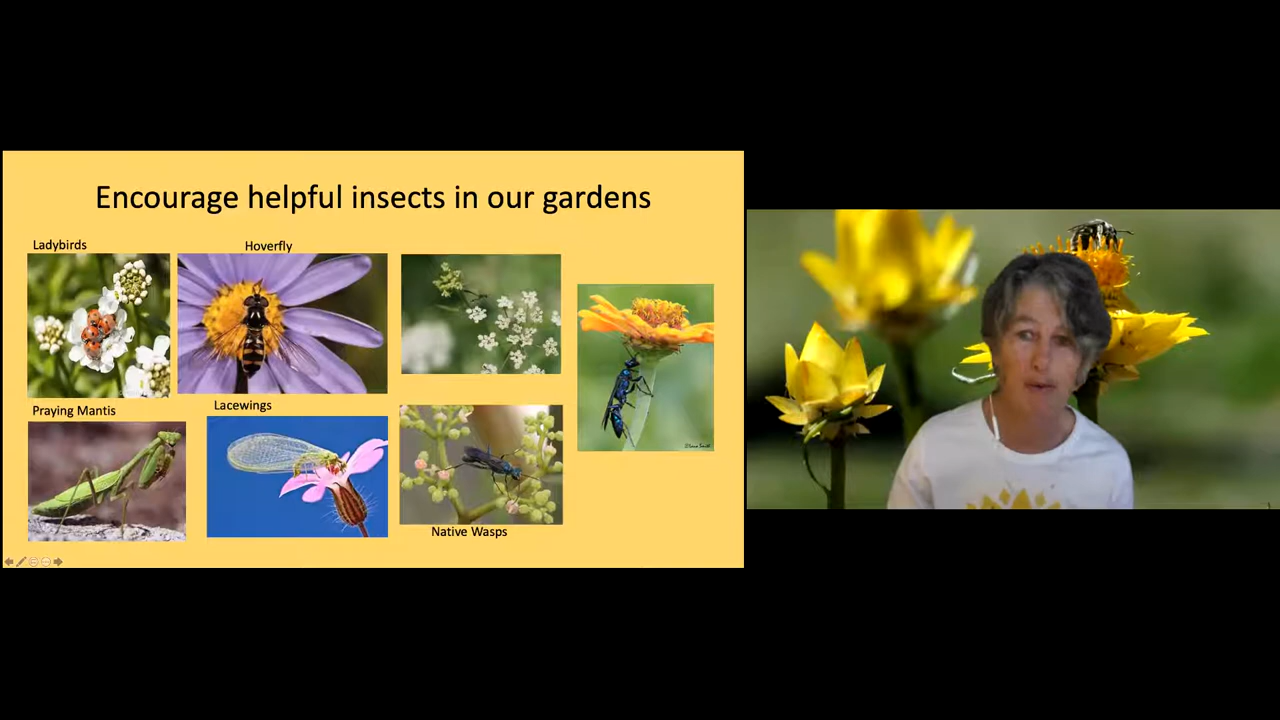 Encourage helpful insects in our gardens
Ladybirds
Hoverfly
Praying Mantis
Lacewings
Native Wasps